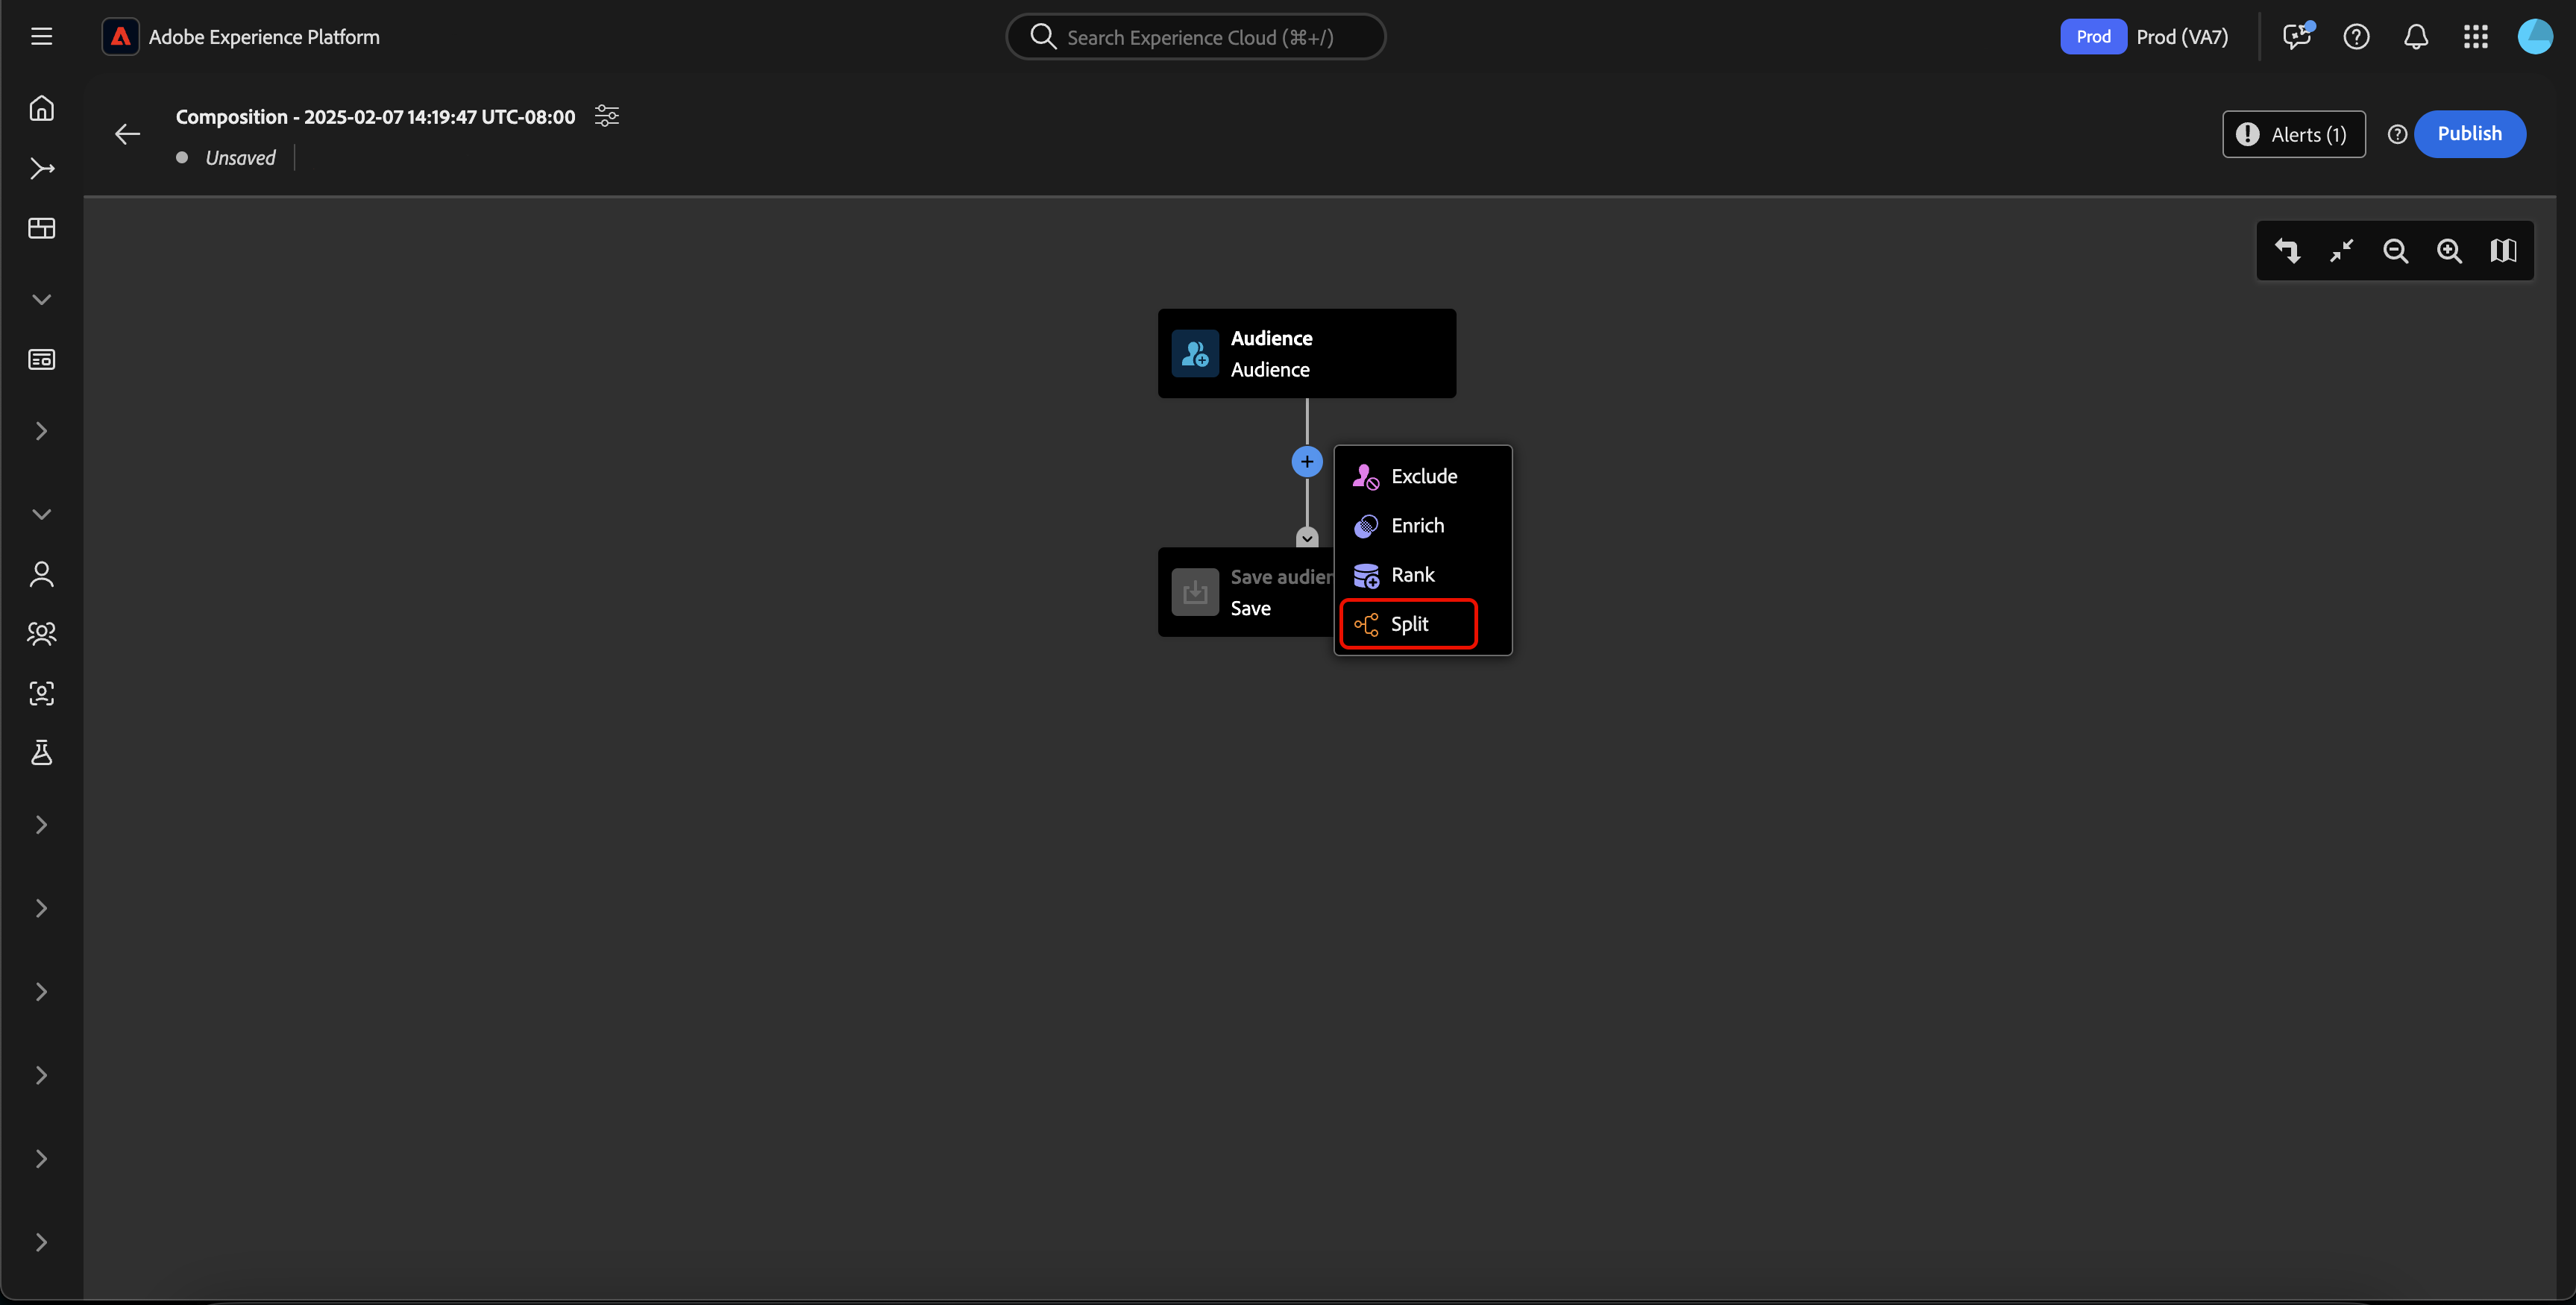 Adobe Experience Platform
Search Experience Cloud (⌘+/)
Prod
Prod (VA7)
Composition - 2025-02-07 14:19:47 UTC-08:00
Unsaved
Alerts (1)
Publish
Audience
Audience
Exclude
Enrich
Rank
Split
Save audien
Save